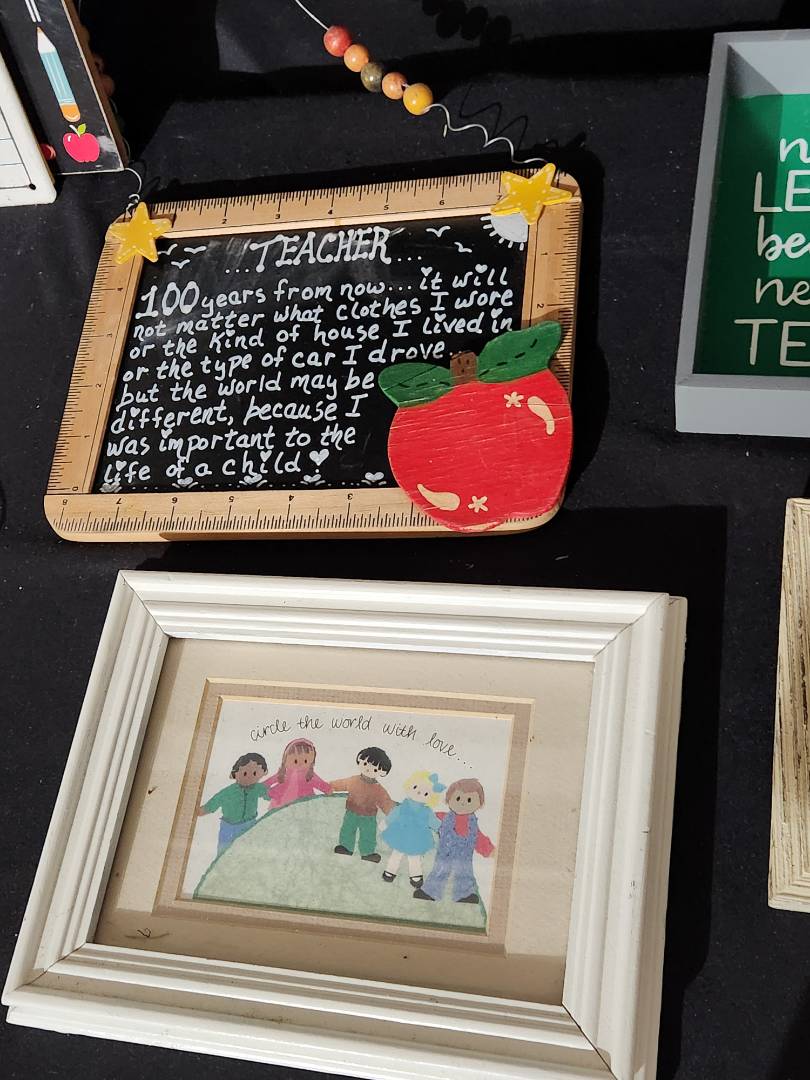 ...TEACHER...
100 years from now... it will
not matter what clothes I wore
or the kind of house I lived in
or the type of car I drove...
but the world may be
different, because I
was important to the
life of a child!
circle the world with love...
LE
be
ne
TE